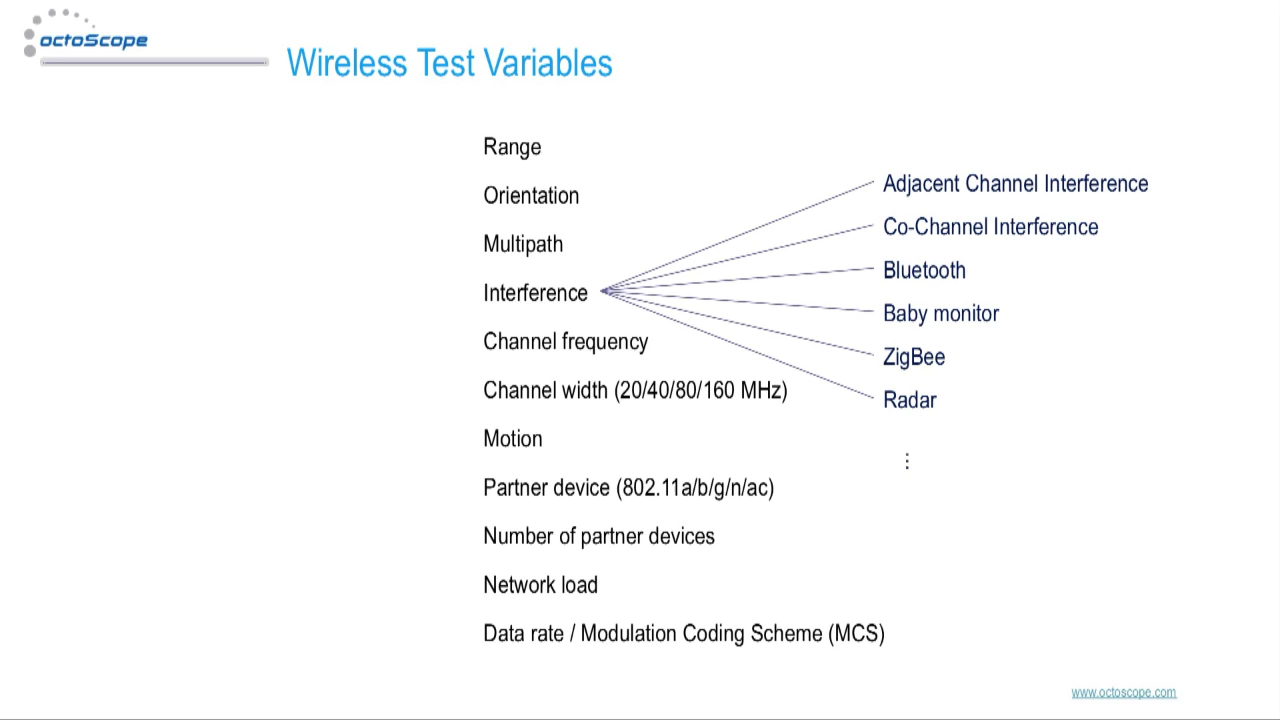 octoScope
Wireless Test Variables
Range
Orientation
Multipath
Interference
Channel frequency
Channel width (20/40/80/160 MHz)
Motion
Partner device (802.11a/b/g/n/ac)
Number of partner devices
Network load
Data rate / Modulation Coding Scheme (MCS)
Adjacent Channel Interference
Co-Channel Interference
Bluetooth
Baby monitor
ZigBee
Radar
⋮
www.octoscope.com